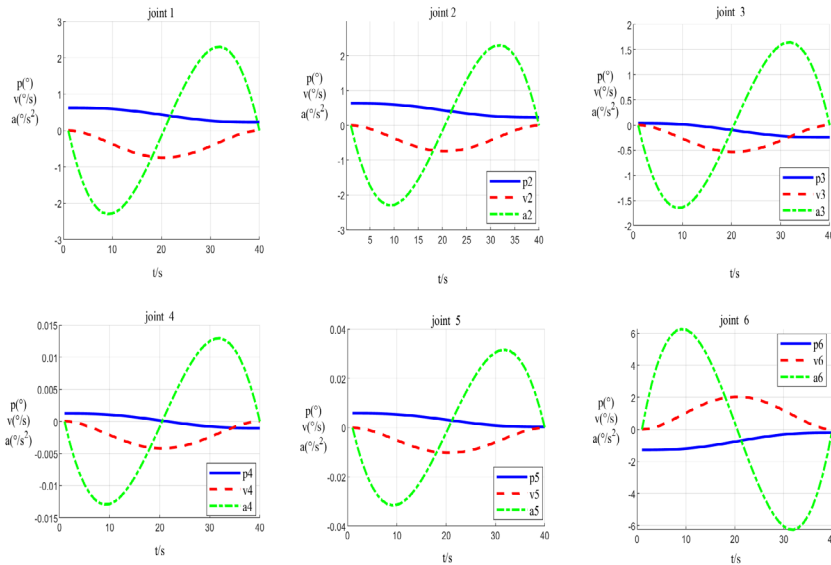 joint 1
3
2
1
0
-1
-2
-3
p(°)
v(°/s)
a(°/s²)
0
10
20
30
40
t/s
joint 2
2
1
0
-1
-2
-3
p(°)
v(°/s)
a(°/s²)
5
10
15
20
25
30
35
40
p2
v2
a2
t/s
joint 3
2
1.5
1
0.5
0
-0.5
-1
-1.5
-2
p(°)
v(°/s)
a(°/s²)
0
10
20
30
40
p3
v3
a3
t/s
joint 4
0.015
0.01
0.005
0
-0.005
-0.01
-0.015
p(°)
v(°/s)
a(°/s²)
0
10
20
30
40
p4
v4
a4
t/s
joint 5
0.04
0.02
0
-0.02
-0.04
p(°)
v(°/s)
a(°/s²)
0
10
20
30
40
p5
v5
a5
t/s
joint 6
6
4
2
0
-2
-4
-6
p(°)
v(°/s)
a(°/s²)
0
10
20
30
40
p6
v6
a6
t/s